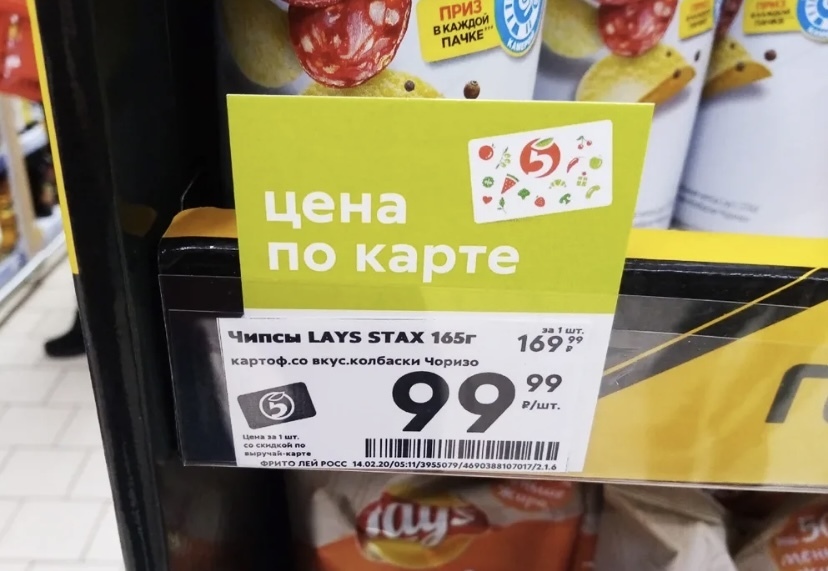 ПРИЗ
В КАЖДОЙ
ПАЧКЕ
5
цена
по карте
Чипсы LAYS STAX 165г
за 1 шт.
169 99 ₽
картоф.со вкус.колбаски Чоризо
99 99 ₽/шт.
5
Цена за 1 шт.
со скидкой по
выручай-карте
ФРИТО ЛЕЙ РОСС 14.02.20/05:11/3955079/4690388107017/2.1.6
Lay's